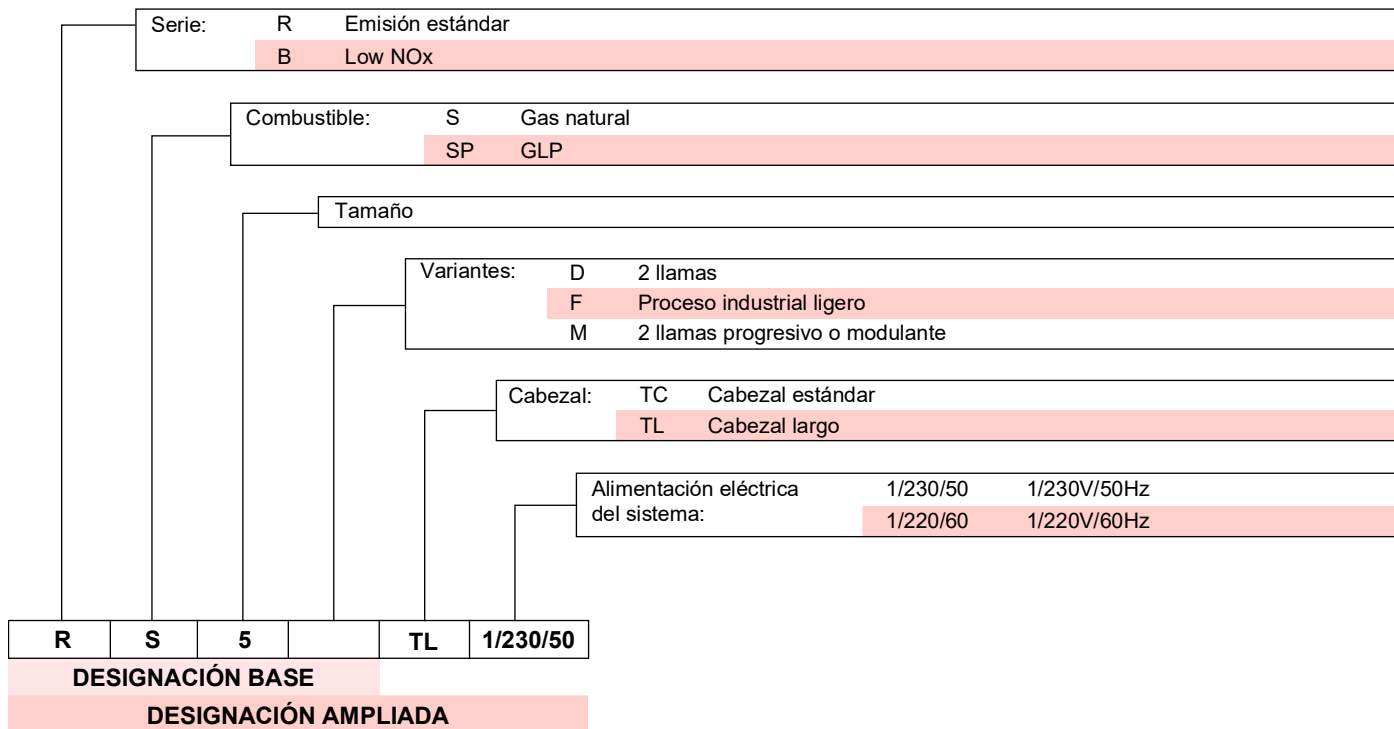 Serie: R Emisión estándar
B Low NOx
Combustible: S Gas natural
SP GLP
Tamaño
Variantes: D 2 llamas
F Proceso industrial ligero
M 2 llamas progresivo o modulante
Cabezal: TC Cabezal estándar
TL Cabezal largo
Alimentación eléctrica 1/230/50 1/230V/50Hz
del sistema: 1/220/60 1/220V/60Hz
R S 5 TL 1/230/50
DESIGNACIÓN BASE
DESIGNACIÓN AMPLIADA